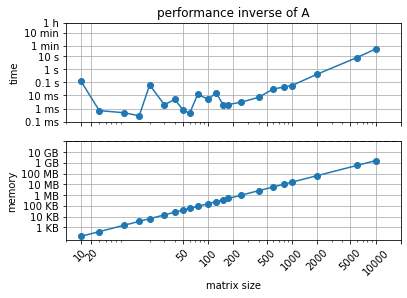 performance inverse of A
1 h
10 min
1 min
10 s
1 s
0.1 s
10 ms
1 ms
0.1 ms
time
10 GB
1 GB
100 MB
10 MB
1 MB
100 KB
10 KB
1 KB
memory
10
20
50
100
200
500
1000
2000
5000
10000
matrix size